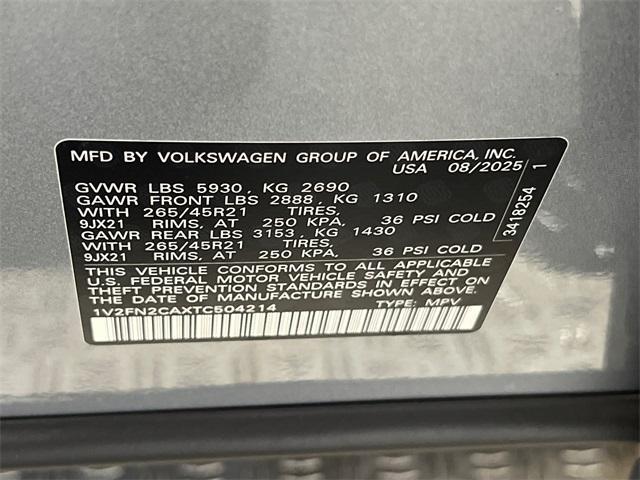 MFD BY VOLKSWAGEN GROUP OF AMERICA, INC.
USA 08/2025
GVWR LBS 5930, KG 2690
GAWR FRONT LBS 2888, KG 1310
WITH 265/45R21 TIRES,
9JX21 RIMS, AT 250 KPA, 36 PSI COLD
GAWR REAR LBS 3153, KG 1430
WITH 265/45R21 TIRES,
9JX21 RIMS, AT 250 KPA, 36 PSI COLD
THIS VEHICLE CONFORMS TO ALL APPLICABLE
U.S. FEDERAL MOTOR VEHICLE SAFETY AND
THEFT PREVENTION STANDARDS IN EFFECT ON
THE DATE OF MANUFACTURE SHOWN ABOVE.
1V2FN2CAXTC504214 TYPE: MPV
3418254 1